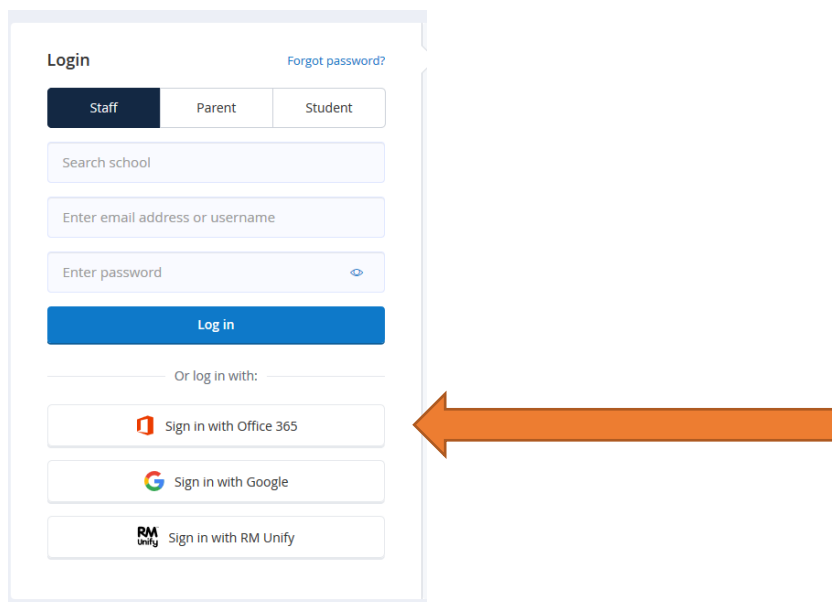 Login
Forgot password?
Staff
Parent
Student
Search school
Enter email address or username
Enter password
Log in
Or log in with:
Sign in with Office 365
Sign in with Google
RM
Unify
Sign in with RM Unify